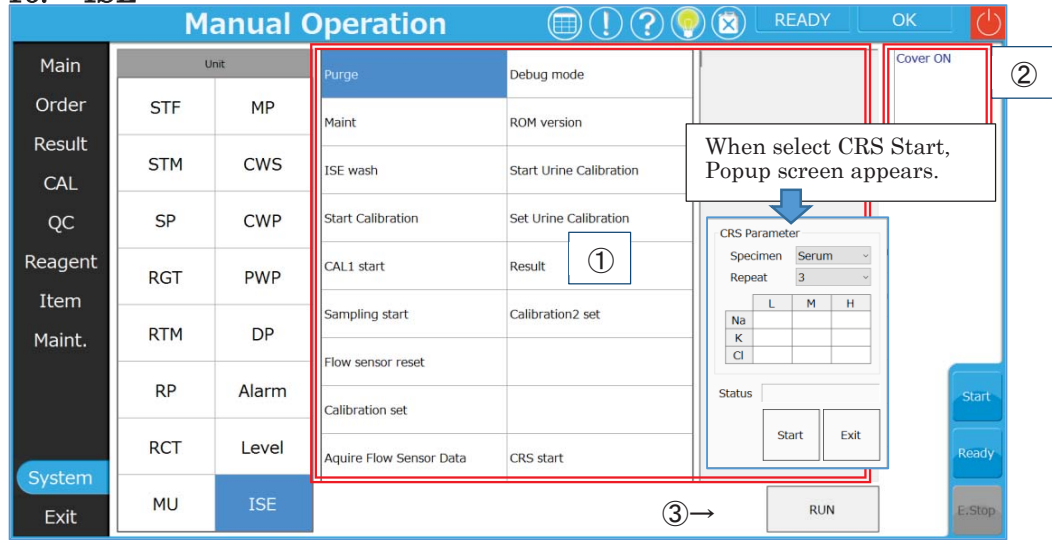 Manual Operation
READY
OK
Main
Order
Result
CAL
QC
Reagent
Item
Maint.
System
Exit
Unit
STF MP
STM CWS
SP CWP
RGT PWP
RTM DP
RP Alarm
RCT Level
MU ISE
Purge Debug mode
Maint ROM version
ISE wash Start Urine Calibration
Start Calibration Set Urine Calibration
CAL1 start Result
Sampling start Calibration2 set
Flow sensor reset
Calibration set
Aquire Flow Sensor Data CRS start
①
Cover ON
②
When select CRS Start,
Popup screen appears.
CRS Parameter
Specimen Serum
Repeat 3
L M H
Na
K
Cl
Status
Start Exit
③→
RUN
Start
Ready
E.Stop